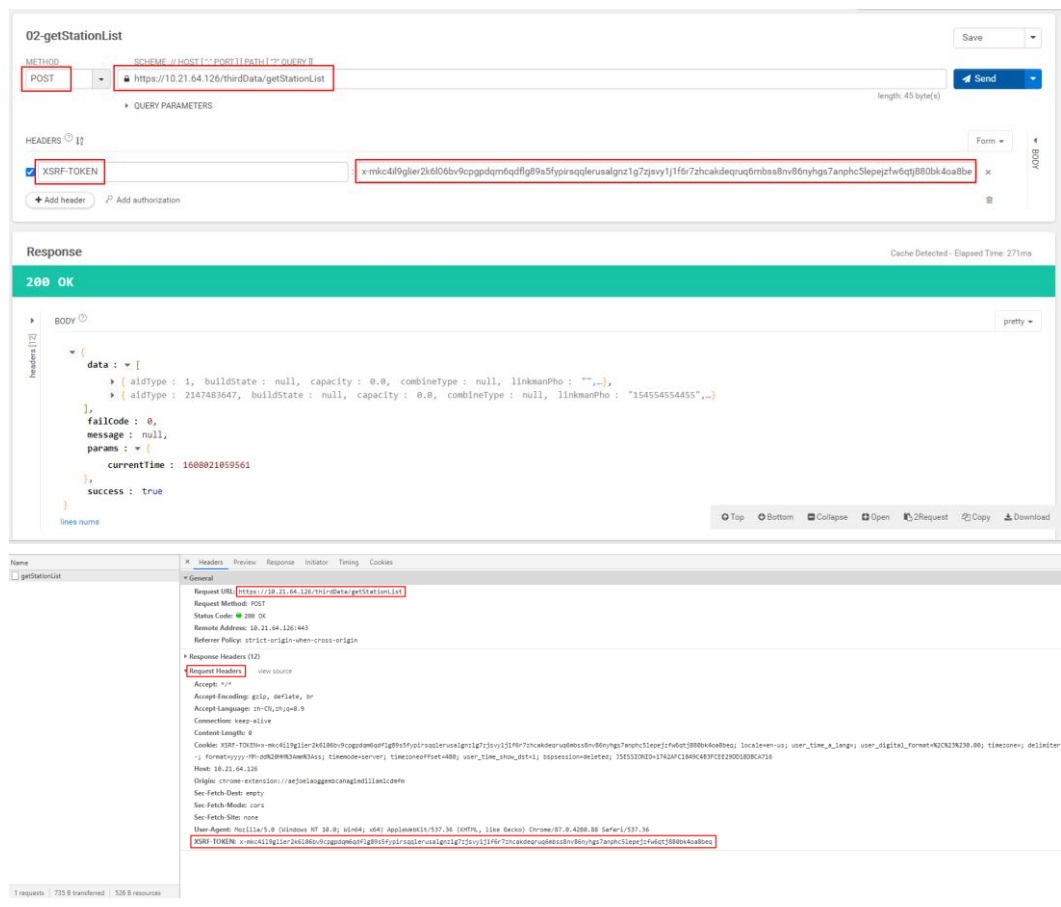 02-getStationList
Save
METHOD
SCHEME :// HOST [ ":" PORT ] [ PATH [ "?" QUERY ]]
POST
https://10.21.64.126/thirdData/getStationList
Send
length: 45 byte(s)
QUERY PARAMETERS
HEADERS
Form
BODY
XSRF-TOKEN
:
+ Add header
Add authorization
Response
Cache Detected - Elapsed Time: 271ms
200 OK
BODY
pretty
headers [12]
{
data : [
{ aidType : 1, buildState : null, capacity : 0.0, combineType : null, linkmanPho : "",…},
{ aidType : 2147483647, buildState : null, capacity : 0.0, combineType : null, linkmanPho : "154554554455",…}
],
failCode : 0,
message : null,
params : {
currentTime : 1608021059561
},
success : true
}
lines nums
Top Bottom Collapse Open 2Request Copy Download
Name
× Headers Preview Response Initiator Timing Cookies
getStationList
General
Request URL: https://10.21.64.126/thirdData/getStationList
Request Method: POST
Status Code: 200 OK
Remote Address: 10.21.64.126:443
Referrer Policy: strict-origin-when-cross-origin
Response Headers (12)
Request Headers view source
Accept: */*
Accept-Encoding: gzip, deflate, br
Accept-Language: zh-CN,zh;q=0.9
Connection: keep-alive
Content-Length: 0
Cookie:
Host: 10.21.64.126
Origin:
Sec-Fetch-Dest: empty
Sec-Fetch-Mode: cors
Sec-Fetch-Site: none
User-Agent: Mozilla/5.0 (Windows NT 10.0; Win64; x64) AppleWebKit/537.36 (KHTML, like Gecko) Chrome/87.0.4280.88 Safari/537.36
XSRF-TOKEN:
1 requests 735 B transferred 526 B resources